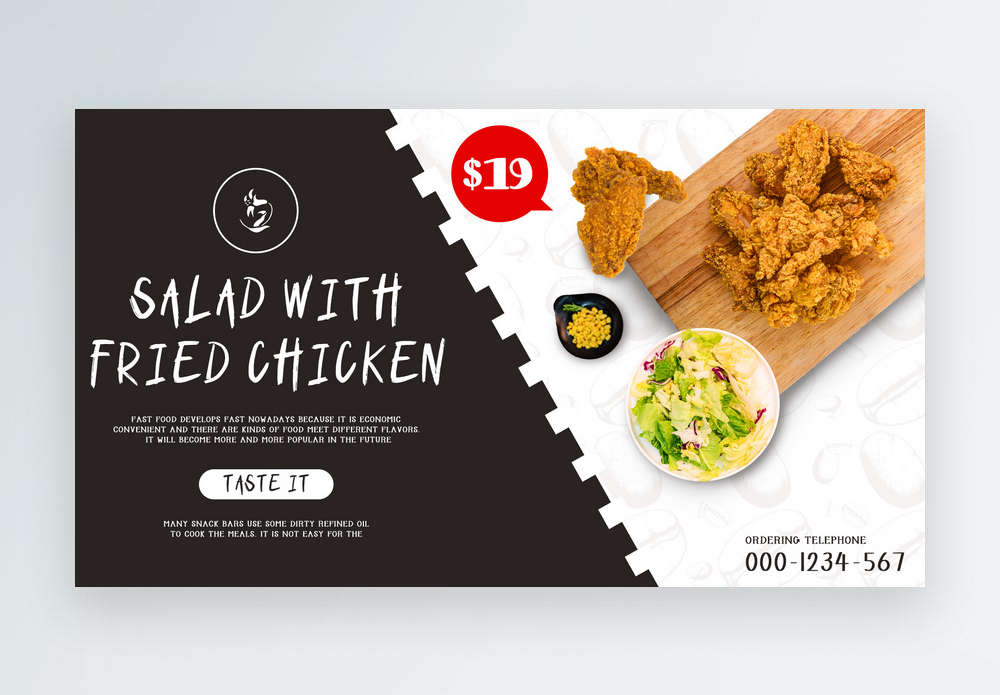 SALAD WITH
FRIED CHICKEN
FAST FOOD DEVELOPS FAST NOWADAYS BECAUSE IT IS ECONOMIC
CONVENIENT AND THERE ARE KINDS OF FOOD MEET DIFFERENT FLAVORS.
IT WILL BECOME MORE AND MORE POPULAR IN THE FUTURE
TASTE IT
MANY SNACK BARS USE SOME DIRTY REFINED OIL
TO COOK THE MEALS. IT IS NOT EASY FOR THE
$19
ORDERING TELEPHONE
000-1234-567